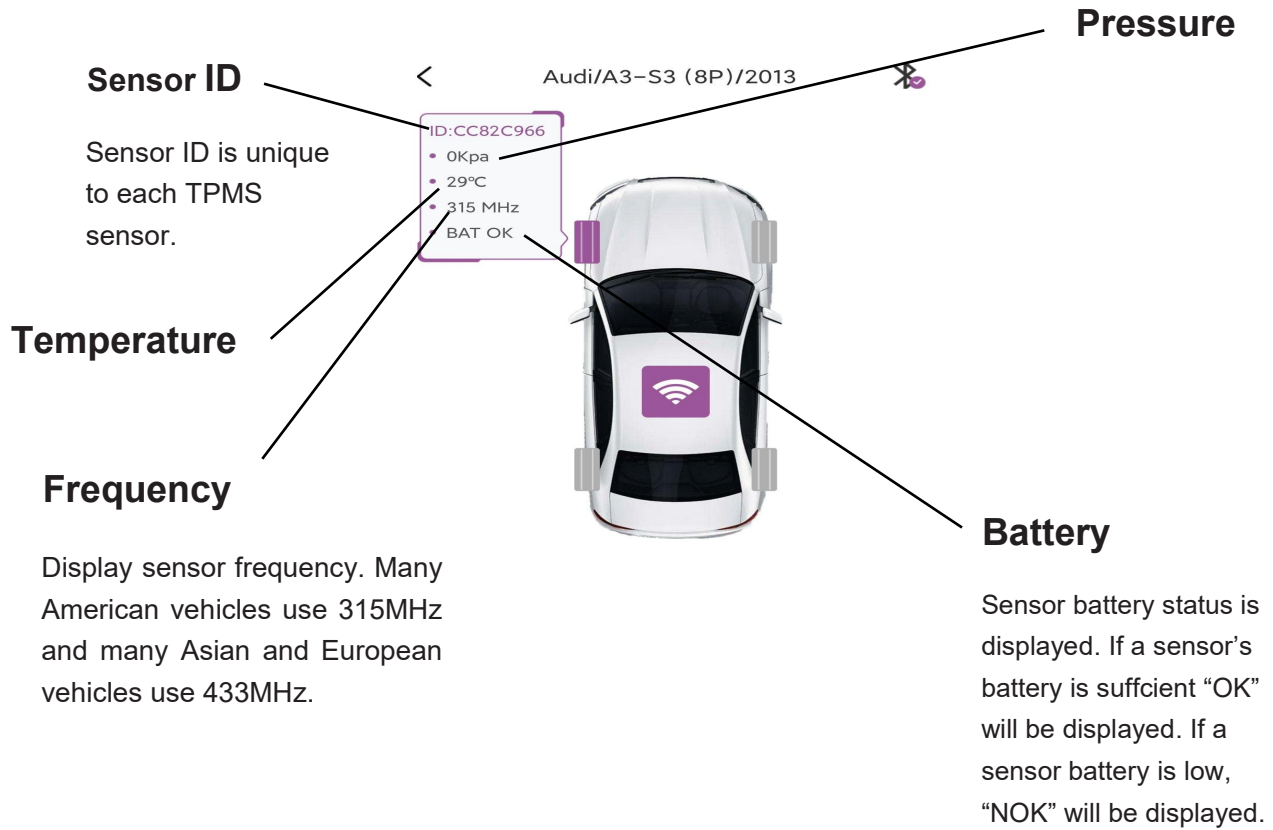 Pressure
Sensor ID
Sensor ID is unique
to each TPMS
sensor.
Audi/A3-S3 (8P)/2013
ID:CC82C966
• 0Kpa
• 29°C
• 315 MHz
• BAT OK
Temperature
Frequency
Display sensor frequency. Many
American vehicles use 315MHz
and many Asian and European
vehicles use 433MHz.
Battery
Sensor battery status is
displayed. If a sensor’s
battery is suffcient “OK”
will be displayed. If a
sensor battery is low,
“NOK” will be displayed.